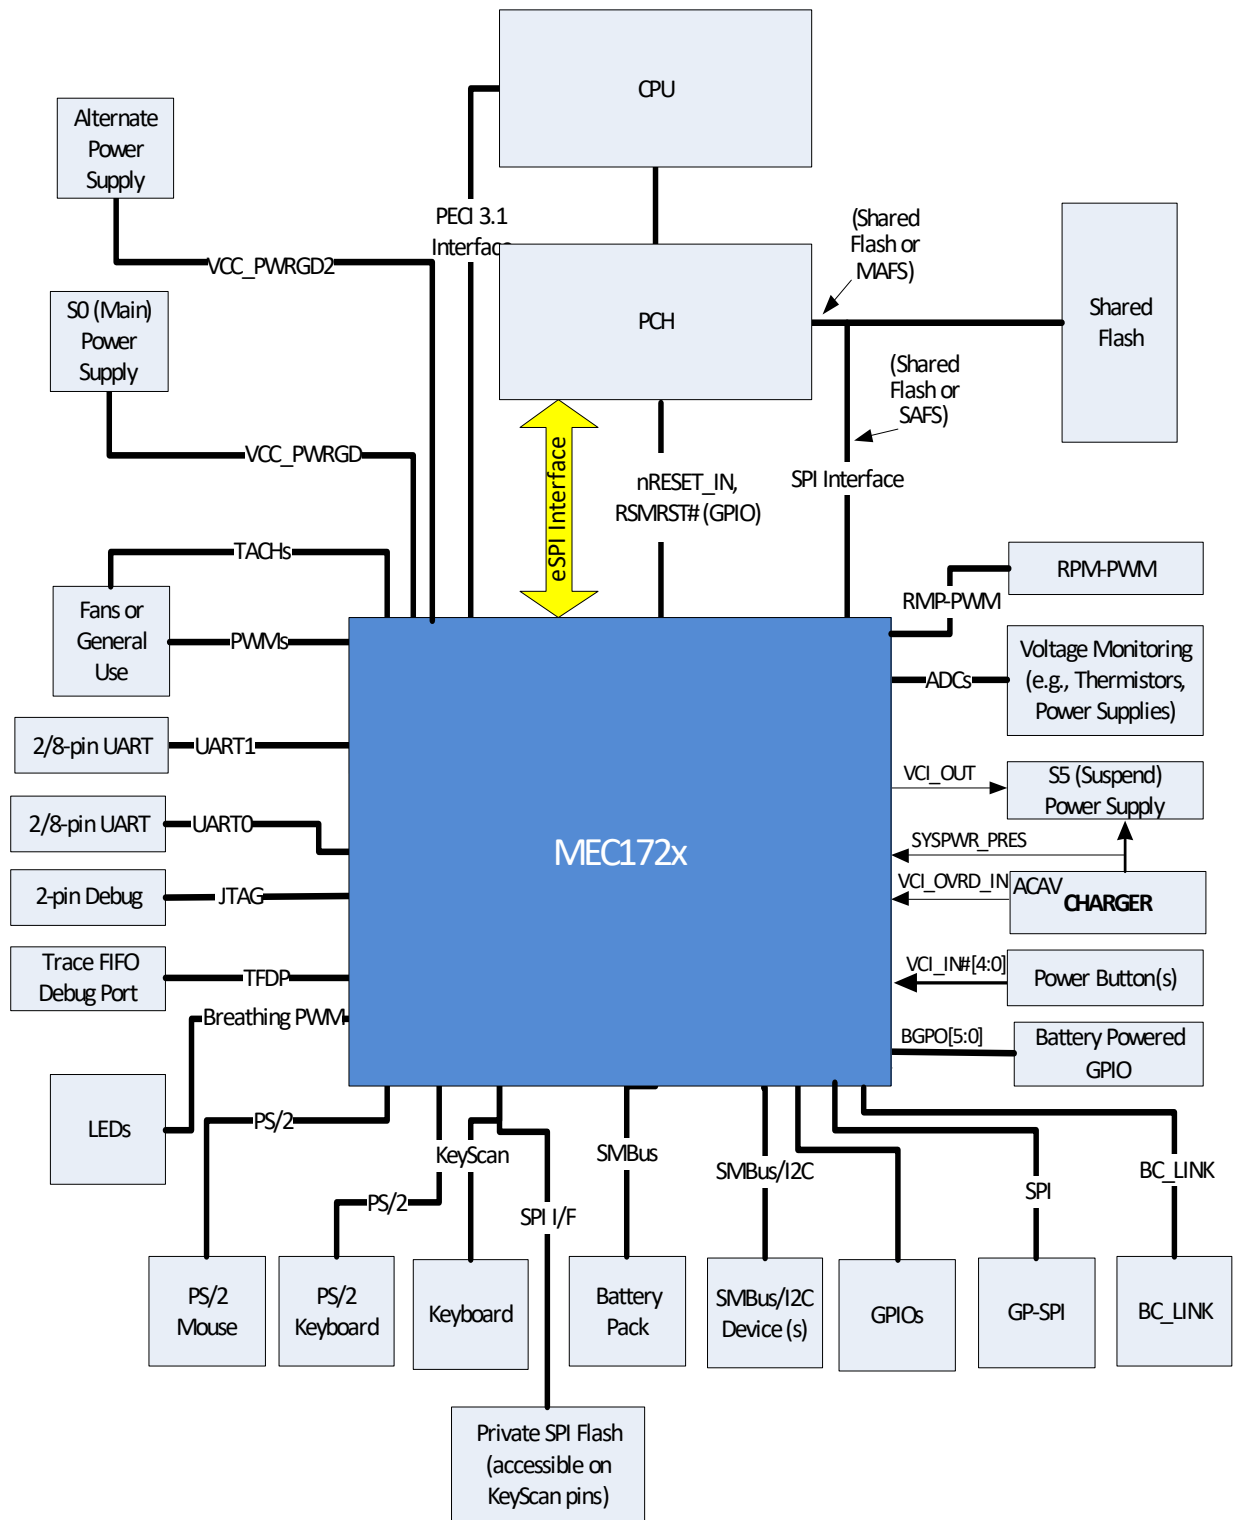 CPU
Alternate
Power
Supply
PECI 3.1
Interface
(Shared
Flash or
MAFS)
VCC_PWRGD2
S0 (Main)
Power
Supply
PCH
Shared
Flash
(Shared
Flash or
SAFS)
VCC_PWRGD
eSPI Interface
nRESET_IN,
RSMRST# (GPIO)
SPI Interface
TACHs
RPM-PWM
RMP-PWM
Fans or
General
Use
PWMs
Voltage Monitoring
(e.g., Thermistors,
Power Supplies)
ADCs
2/8-pin UART
UART1
VCI_OUT
S5 (Suspend)
Power Supply
2/8-pin UART
UART0
MEC172x
SYSPWR_PRES
2-pin Debug
JTAG
VCI_OVRD_IN
ACAV
CHARGER
Trace FIFO
Debug Port
TFDP
VCI_IN#[4:0]
Power Button(s)
Breathing PWM
BGPO[5:0]
Battery Powered
GPIO
LEDs
PS/2
KeyScan
SMBus
SMBus/I2C
SPI
BC_LINK
PS/2
SPI I/F
PS/2
Mouse
PS/2
Keyboard
Keyboard
Battery
Pack
SMBus/I2C
Device (s)
GPIOs
GP-SPI
BC_LINK
Private SPI Flash
(accessible on
KeyScan pins)